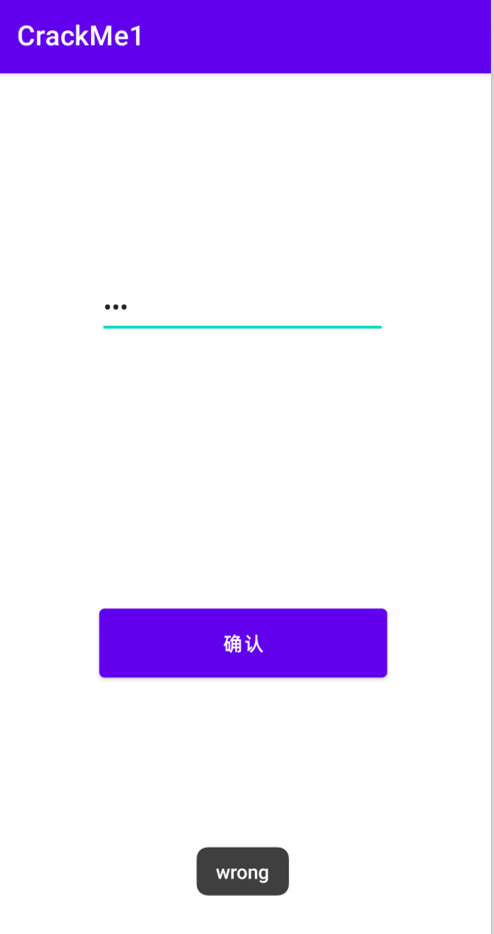 CrackMe1
•••
确认
wrong